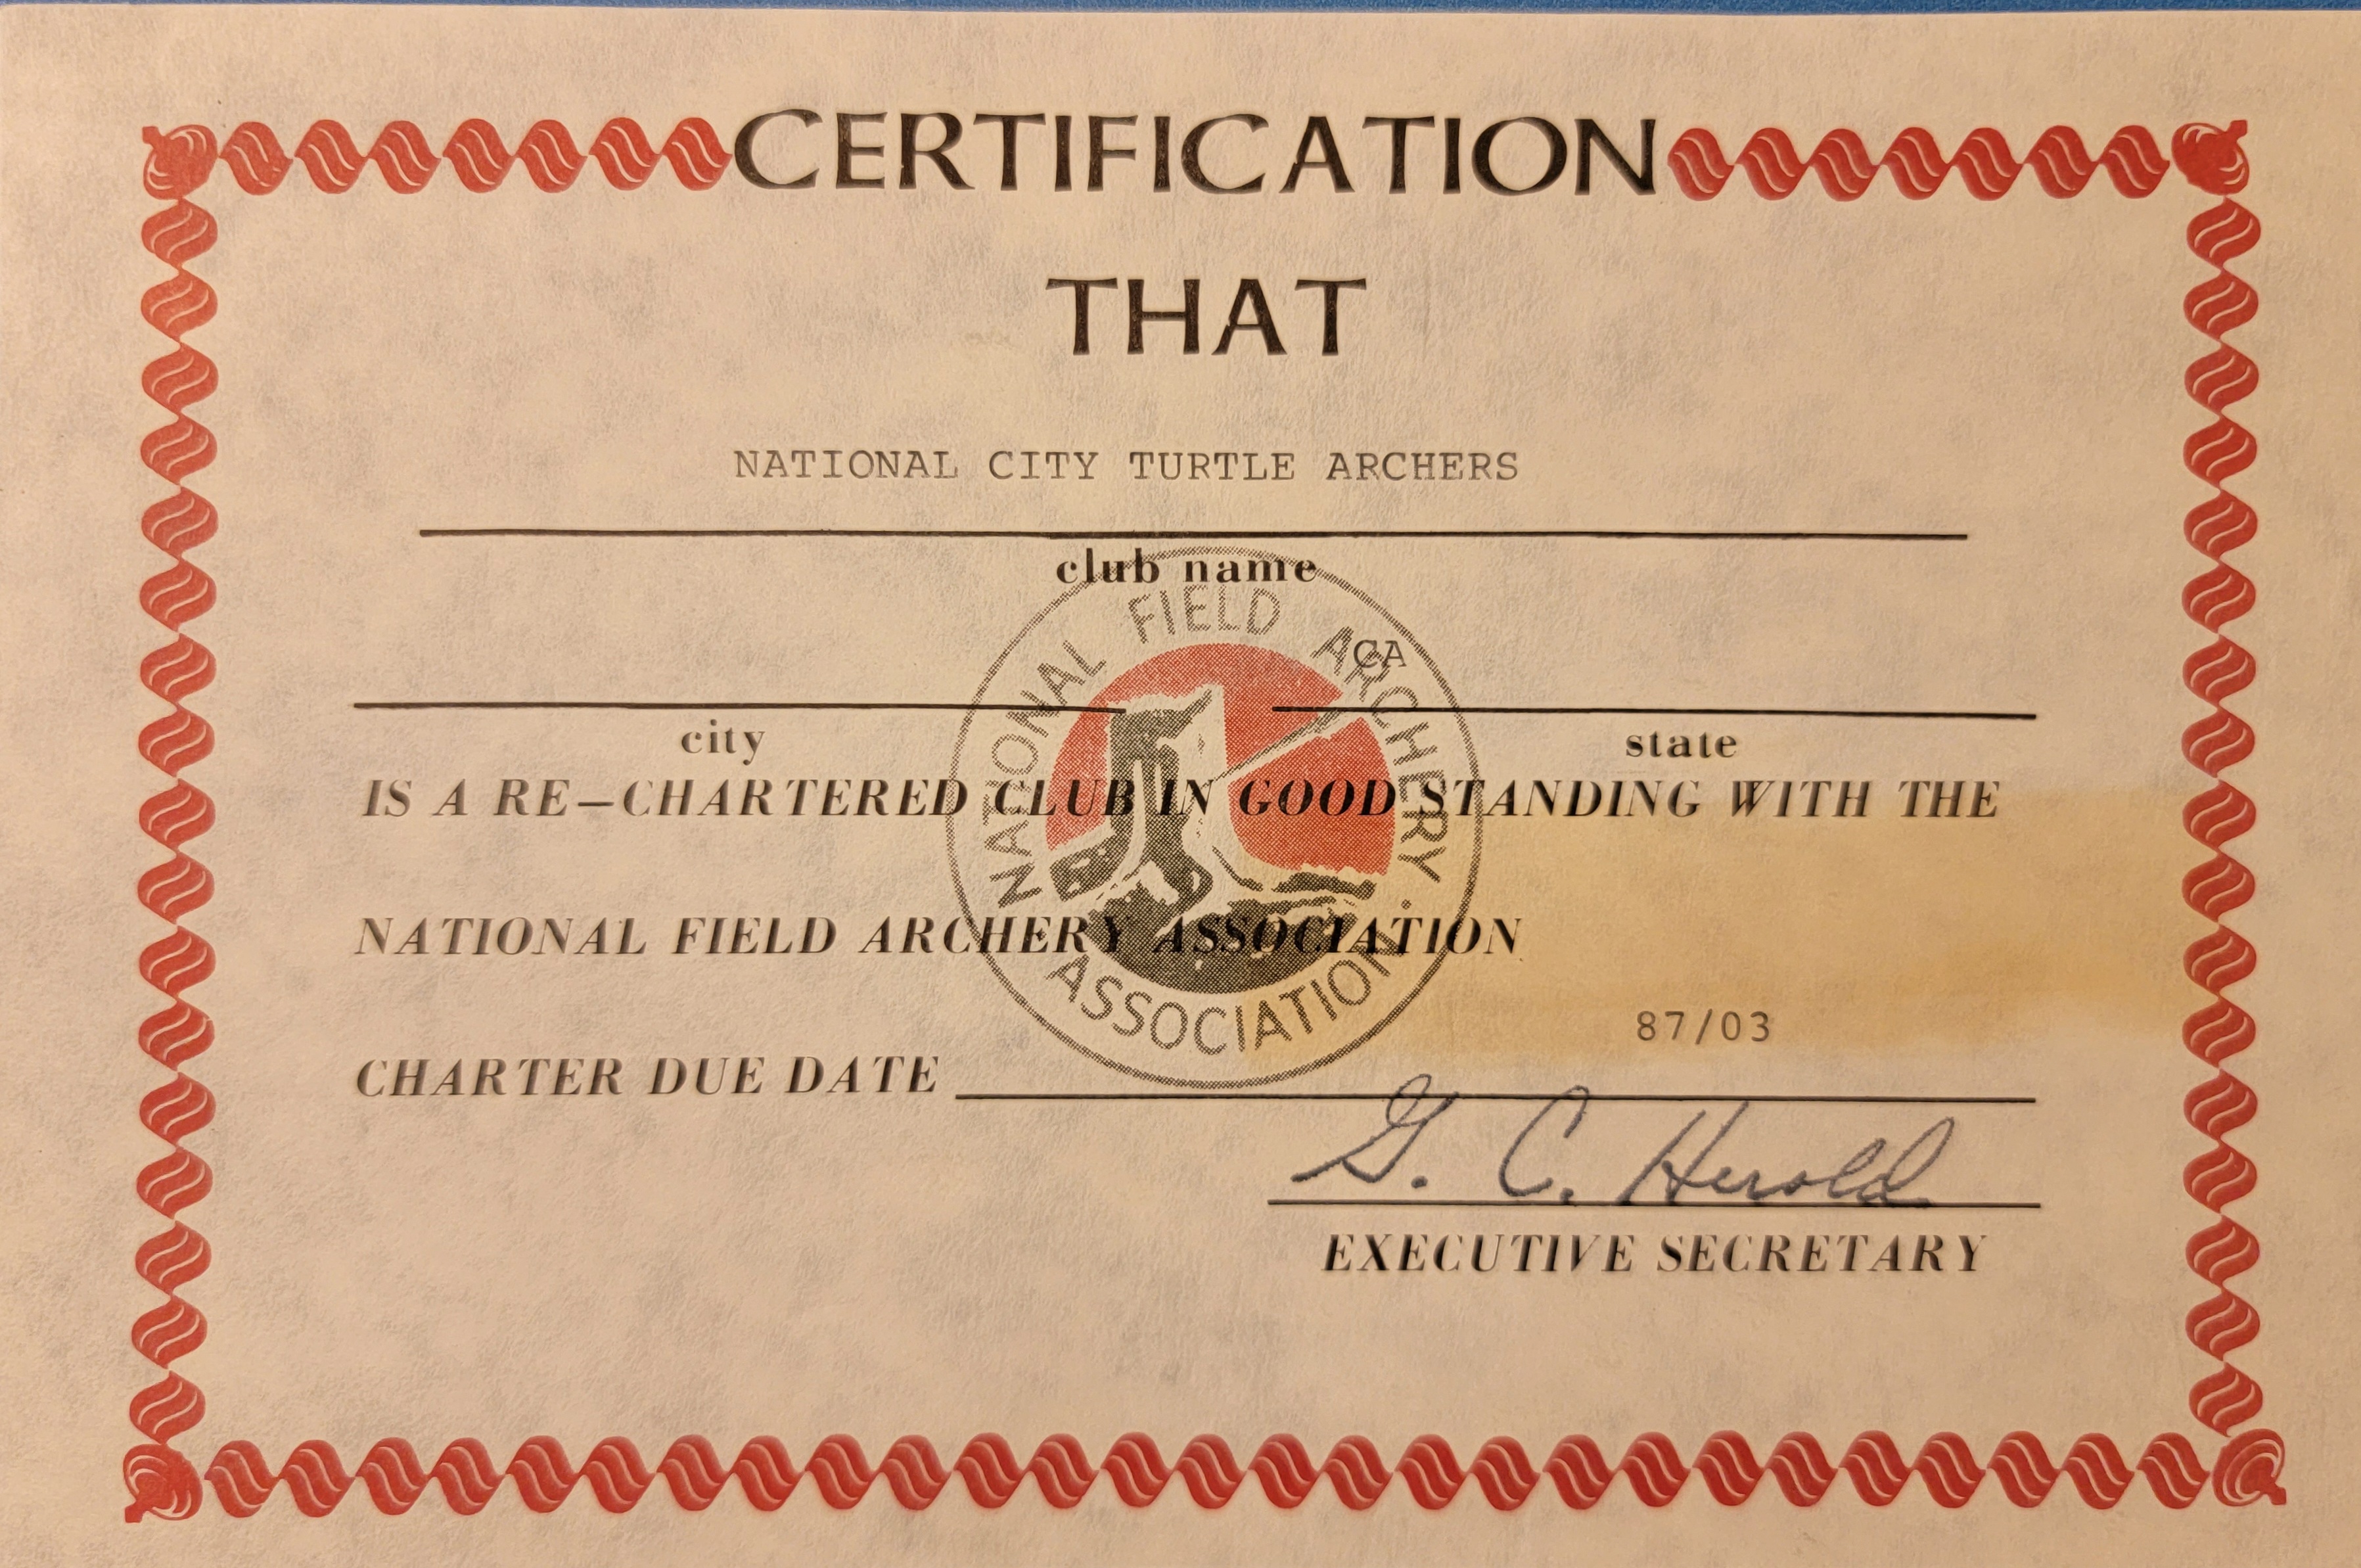 CERTIFICATION
THAT
NATIONAL CITY TURTLE ARCHERS
club name
NATIONAL FIELD ARCHERY ASSOCIATION.
CA
city state
IS A RE-CHARTERED CLUB IN GOOD STANDING WITH THE
NATIONAL FIELD ARCHERY ASSOCIATION
87/03
CHARTER DUE DATE
G. C. Herold
EXECUTIVE SECRETARY